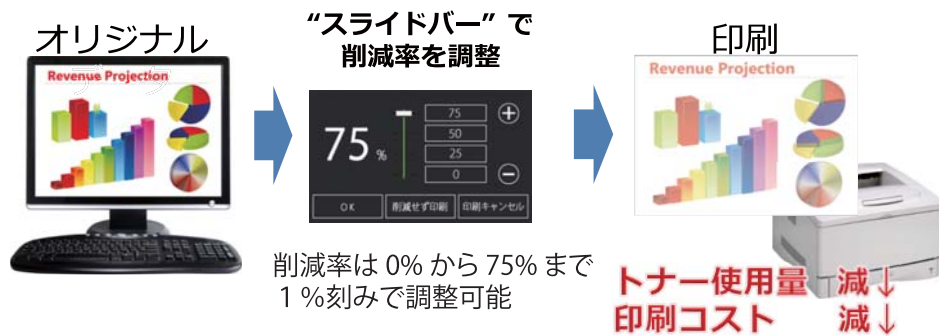 オリジナル
データ
Revenue Projection
“スライドバー” で
削減率を調整
75 %
75
50
25
0
OK
削減せず印刷
印刷キャンセル
削減率は 0% から 75% まで
１%刻みで調整可能
印刷
Revenue Projection
トナー使用量 減↓
印刷コスト 減↓